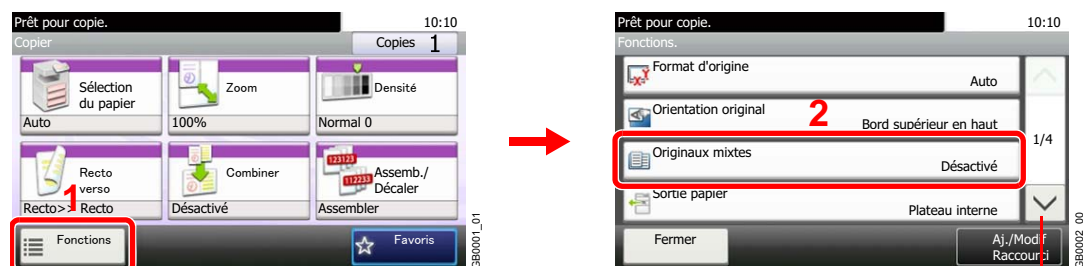 Prêt pour copie. 10:10
Copier Copies 1
Sélection
du papier
Auto
Zoom
100%
Densité
Normal 0
123123
112233
Recto
verso
Recto>> Recto
Combiner
Désactivé
Assemb./
Décaler
Assembler
1
Fonctions
Favoris
GB0001_01
Prêt pour copie. 10:10
Fonctions.
Format d'origine
Auto
Orientation original
Bord supérieur en haut
2
Originaux mixtes
Désactivé
1/4
Sortie papier
Plateau interne
Fermer
Aj./Modif
Raccourci
GB0002_00